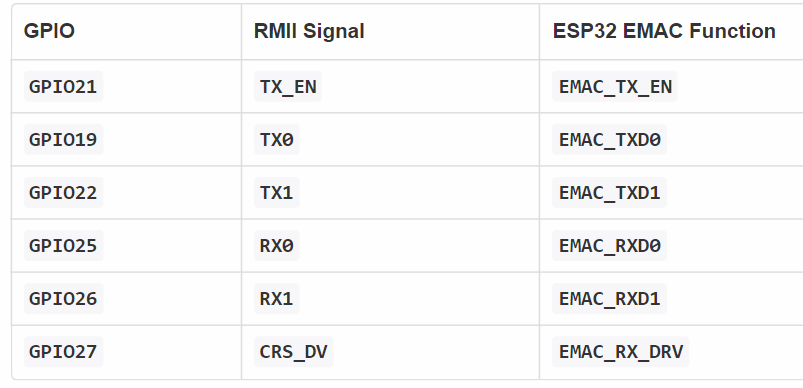 GPIO RMII Signal ESP32 EMAC Function
GPIO21 TX_EN EMAC_TX_EN
GPIO19 TX0 EMAC_TXD0
GPIO22 TX1 EMAC_TXD1
GPIO25 RX0 EMAC_RXD0
GPIO26 RX1 EMAC_RXD1
GPIO27 CRS_DV EMAC_RX_DRV